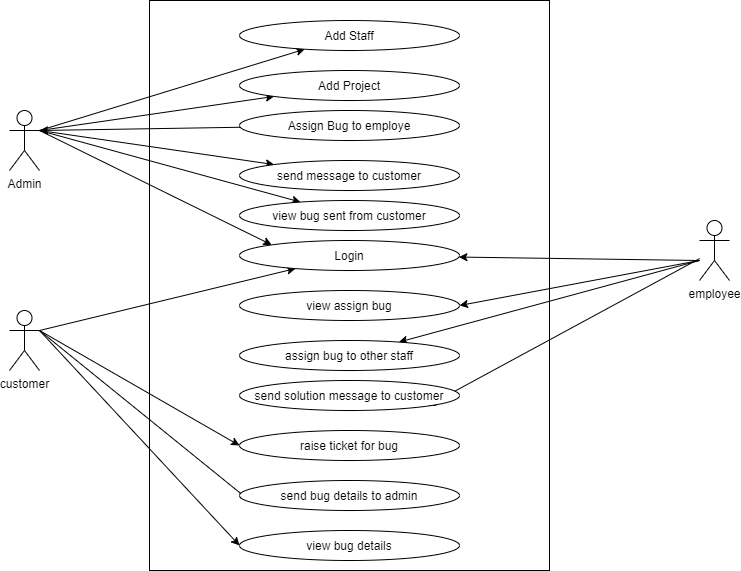 Add Staff
Add Project
Assign Bug to employe
send message to customer
Admin
view bug sent from customer
Login
employee
view assign bug
assign bug to other staff
customer
send solution message to customer
raise ticket for bug
send bug details to admin
view bug details